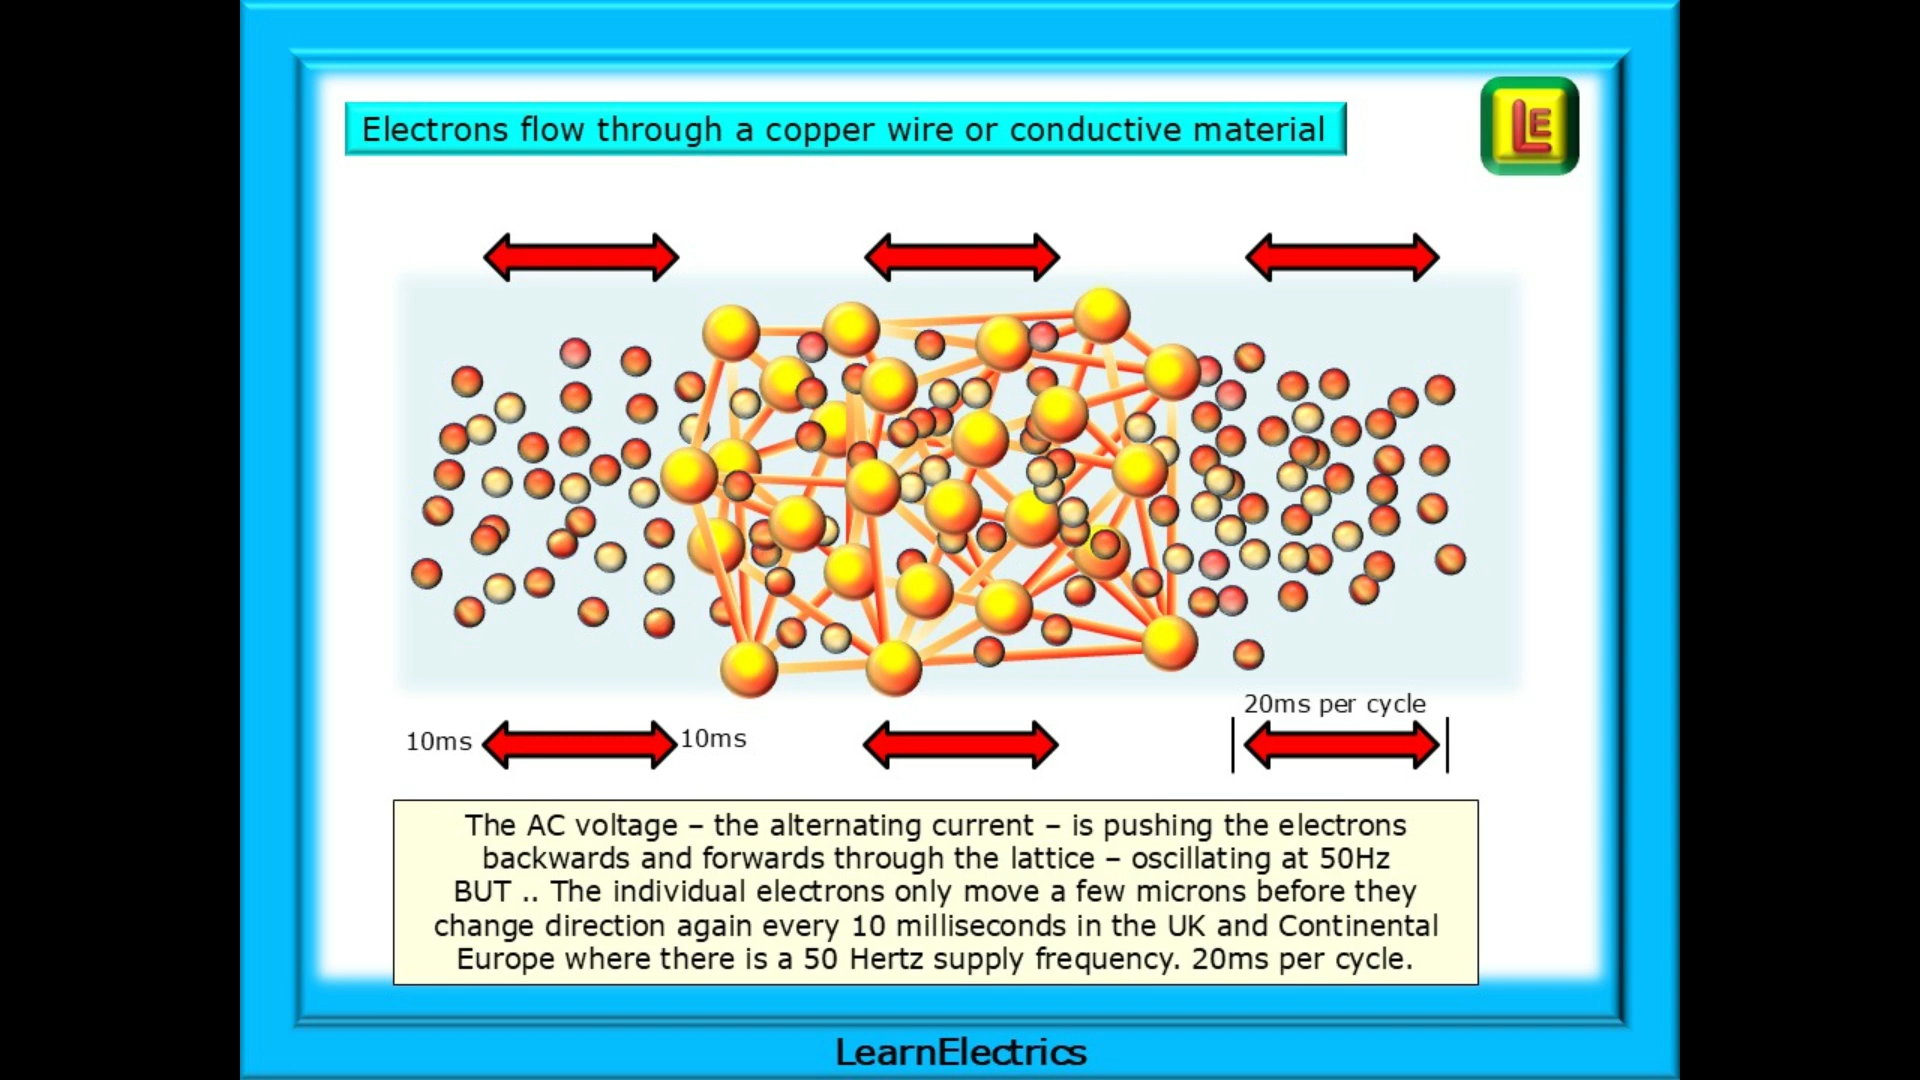 Electrons flow through a copper wire or conductive material
LE
20ms per cycle
10ms
10ms
The AC voltage – the alternating current – is pushing the electrons
backwards and forwards through the lattice – oscillating at 50Hz
BUT .. The individual electrons only move a few microns before they
change direction again every 10 milliseconds in the UK and Continental
Europe where there is a 50 Hertz supply frequency. 20ms per cycle.
LearnElectrics